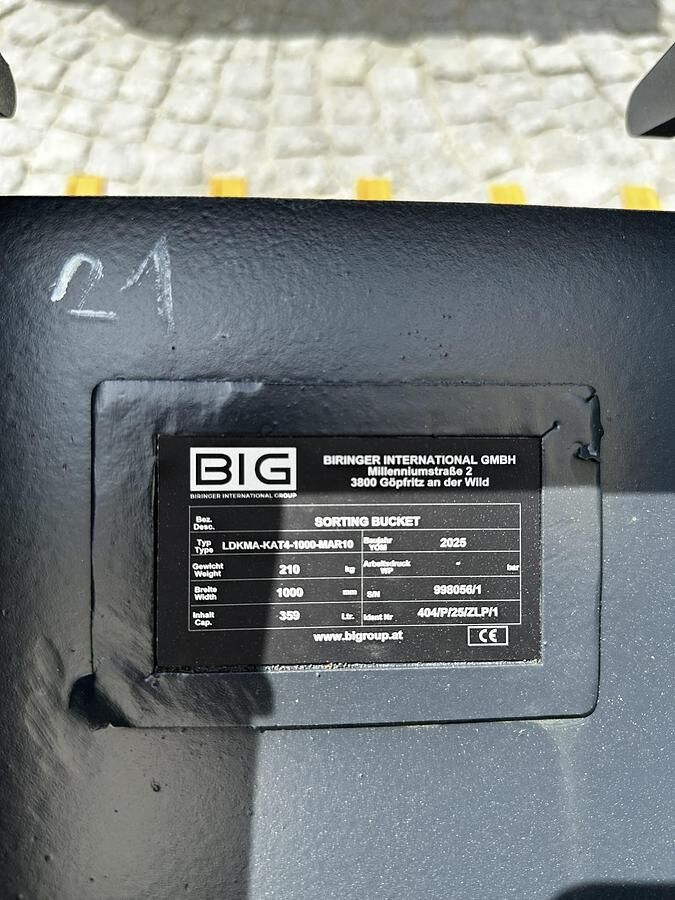 21
BIG
BIRINGER INTERNATIONAL GROUP
BIRINGER INTERNATIONAL GMBH
Millenniumstraße 2
3800 Göpfritz an der Wild
Bez.
Desc.
SORTING BUCKET
Typ
Type
LDKMA-KAT4-1000-MAR10
Baujahr
YOM
2025
Gewicht
Weight
210 kg
Arbeitsdruck
WP
- bar
Breite
Width
1000 mm
S/N
998056/1
Inhalt
Cap.
359 Ltr.
Ident Nr
404/P/25/ZLP/1
www.bigroup.at
CE